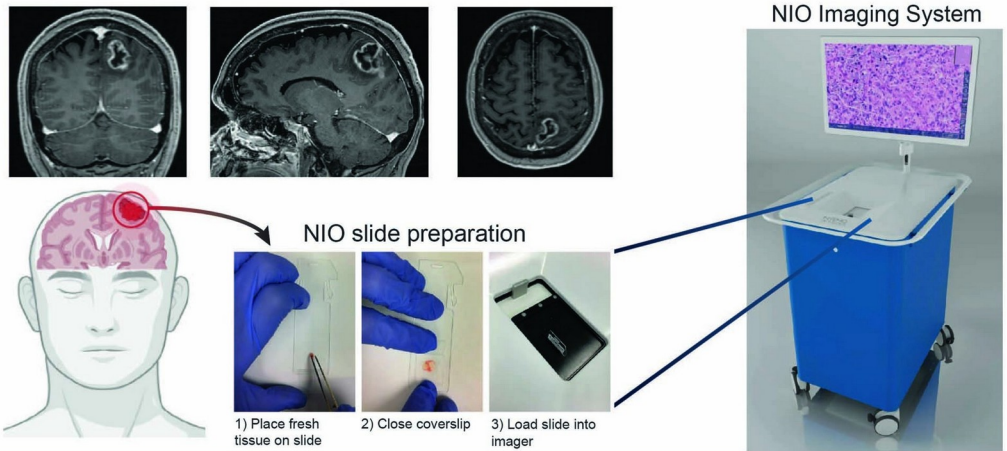 NIO Imaging System
NIO slide preparation
1) Place fresh
tissue on slide
2) Close coverslip
3) Load slide into
imager